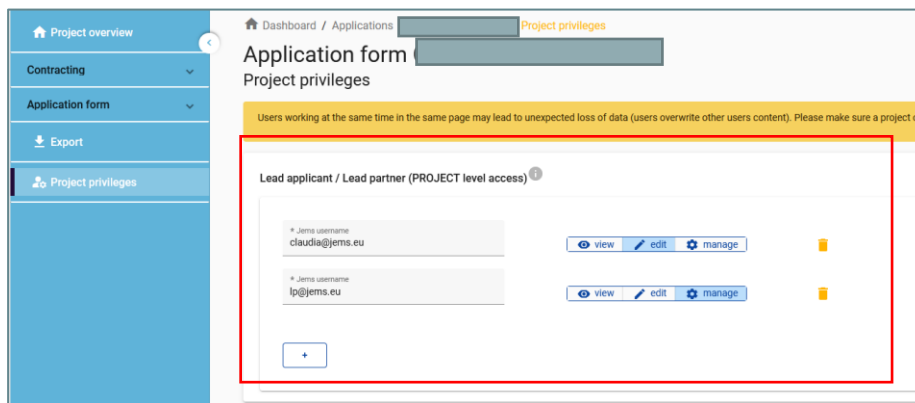 Project overview
Contracting
Application form
Export
Project privileges
Dashboard / Applications
Project privileges
Application form
Project privileges
Users working at the same time in the same page may lead to unexpected loss of data (users overwrite other users content). Please make sure a project
Lead applicant / Lead partner (PROJECT level access)
* Jems username
claudia@jems.eu
view edit manage
* Jems username
lp@jems.eu
view edit manage
+